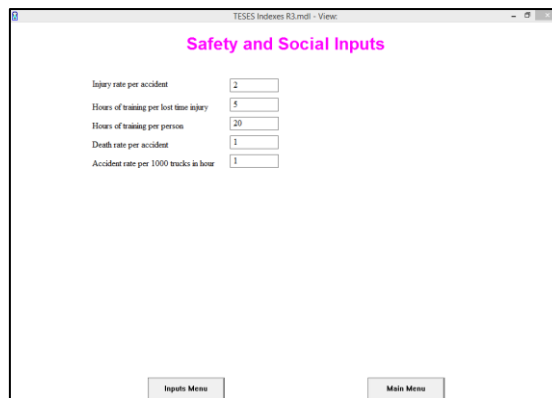 TESES Indexes R3.mdl - View:
Safety and Social Inputs
Injury rate per accident 2
Hours of training per lost time injury 5
Hours of training per person 20
Death rate per accident 1
Accident rate per 1000 trucks in hour 1
Inputs Menu Main Menu